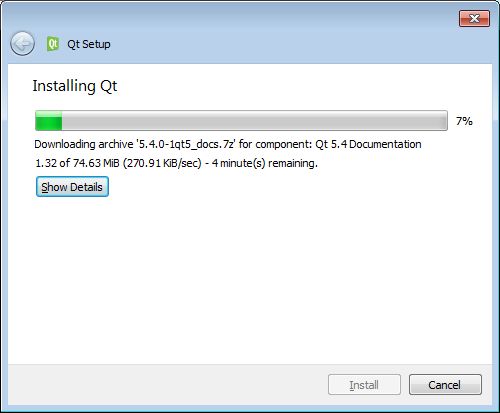 Qt Qt Setup
Installing Qt
7%
Downloading archive '5.4.0-1qt5_docs.7z' for component: Qt 5.4 Documentation
1.32 of 74.63 MiB (270.91 KiB/sec) - 4 minute(s) remaining.
Show Details
Install Cancel